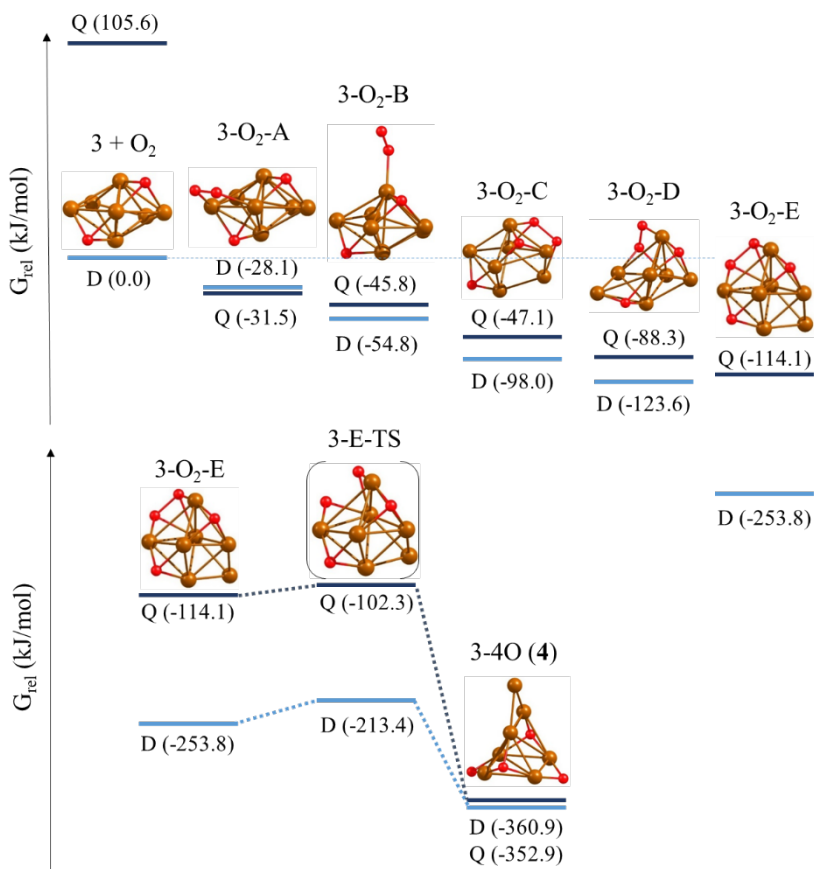 Q (105.6)
3 + O₂
D (0.0)
3-O₂-A
D (-28.1)
Q (-31.5)
3-O₂-B
Q (-45.8)
D (-54.8)
3-O₂-C
Q (-47.1)
D (-98.0)
3-O₂-D
Q (-88.3)
D (-123.6)
3-O₂-E
Q (-114.1)
D (-253.8)
G_rel (kJ/mol)
3-O₂-E
Q (-114.1)
D (-253.8)
3-E-TS
Q (-102.3)
D (-213.4)
3-4O (4)
D (-360.9)
Q (-352.9)
G_rel (kJ/mol)